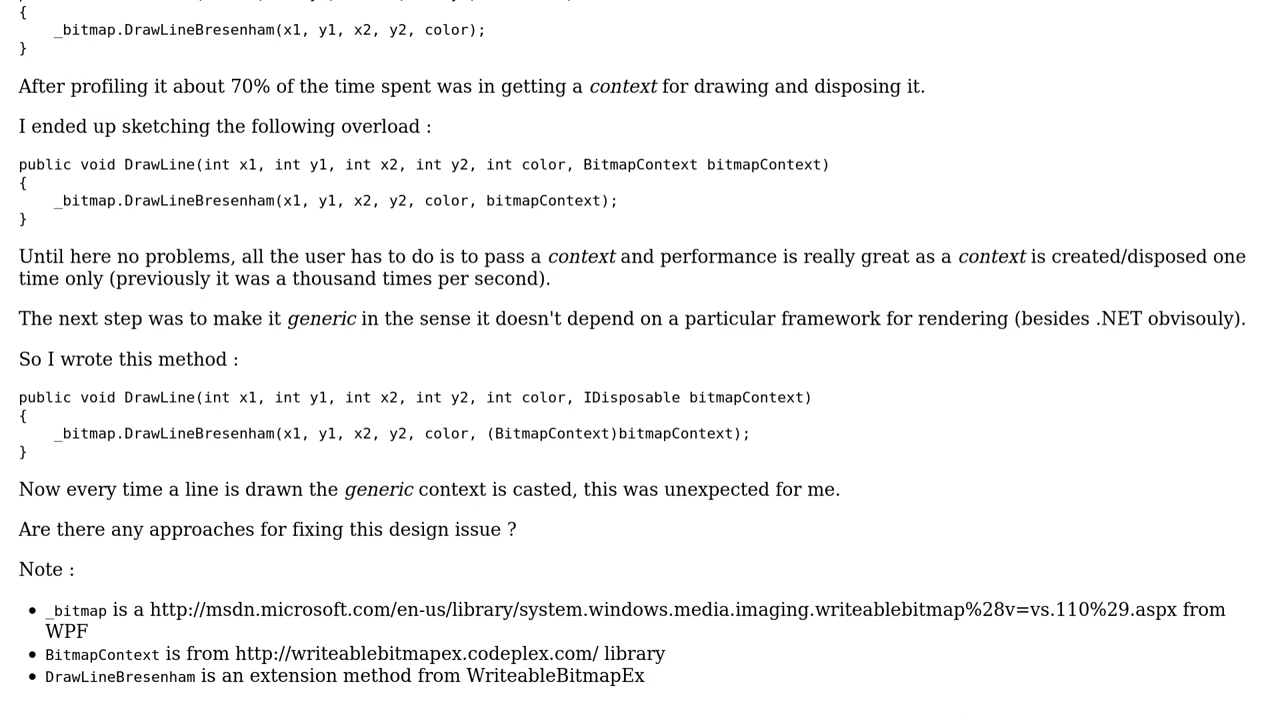 {
    _bitmap.DrawLineBresenham(x1, y1, x2, y2, color);
}
After profiling it about 70% of the time spent was in getting a context for drawing and disposing it.
I ended up sketching the following overload :
public void DrawLine(int x1, int y1, int x2, int y2, int color, BitmapContext bitmapContext)
{
    _bitmap.DrawLineBresenham(x1, y1, x2, y2, color, bitmapContext);
}
Until here no problems, all the user has to do is to pass a context and performance is really great as a context is created/disposed one
time only (previously it was a thousand times per second).
The next step was to make it generic in the sense it doesn't depend on a particular framework for rendering (besides .NET obvisouly).
So I wrote this method :
public void DrawLine(int x1, int y1, int x2, int y2, int color, IDisposable bitmapContext)
{
    _bitmap.DrawLineBresenham(x1, y1, x2, y2, color, (BitmapContext)bitmapContext);
}
Now every time a line is drawn the generic context is casted, this was unexpected for me.
Are there any approaches for fixing this design issue ?
Note :
• _bitmap is a http://msdn.microsoft.com/en-us/library/system.windows.media.imaging.writeablebitmap%28v=vs.110%29.aspx from
WPF
• BitmapContext is from http://writeablebitmapex.codeplex.com/ library
• DrawLineBresenham is an extension method from WriteableBitmapEx